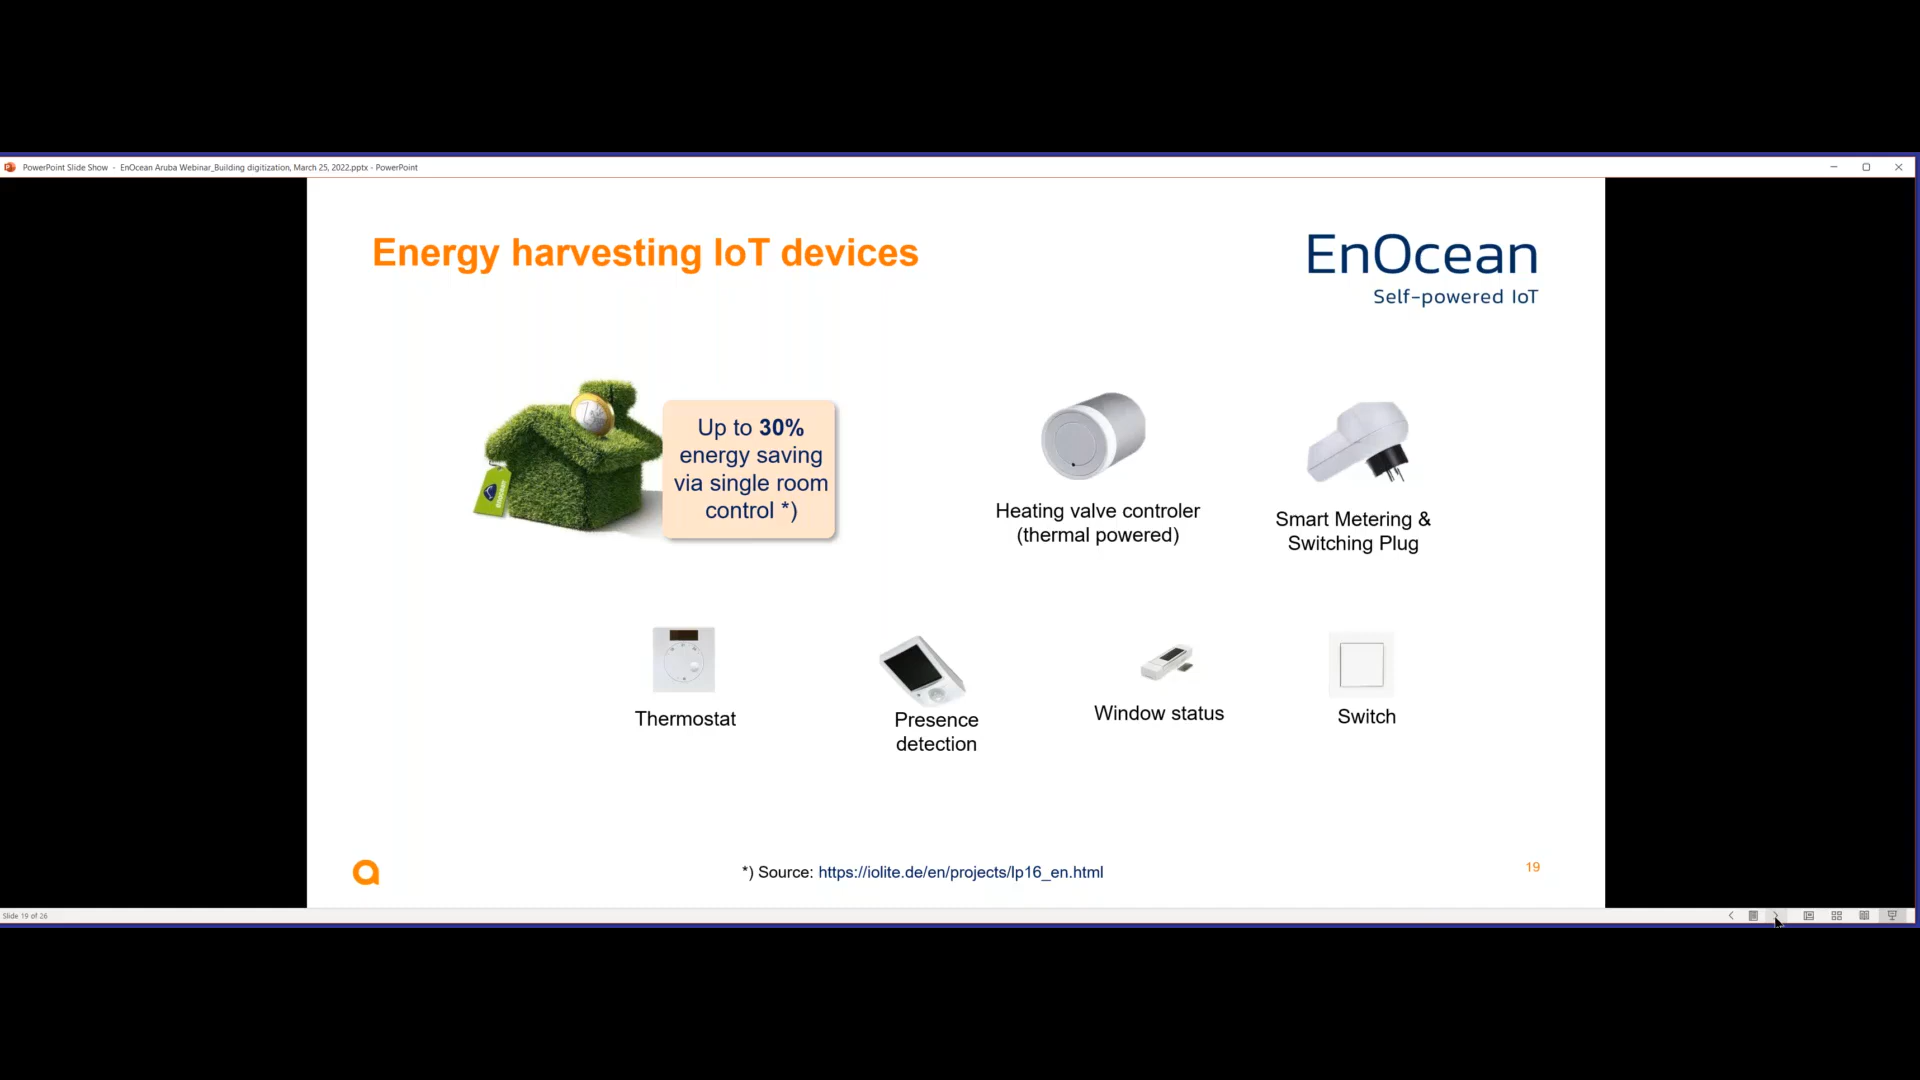 PowerPoint Slide Show - EnOcean Aruba Webinar_Building digitization, March 25, 2022.pptx - PowerPoint
Energy harvesting IoT devices
EnOcean
Self-powered IoT
Up to 30%
energy saving
via single room
control *)
Heating valve controler
(thermal powered)
Smart Metering &
Switching Plug
Thermostat
Presence
detection
Window status
Switch
*) Source: https://iolite.de/en/projects/lp16_en.html
19
Slide 19 of 26